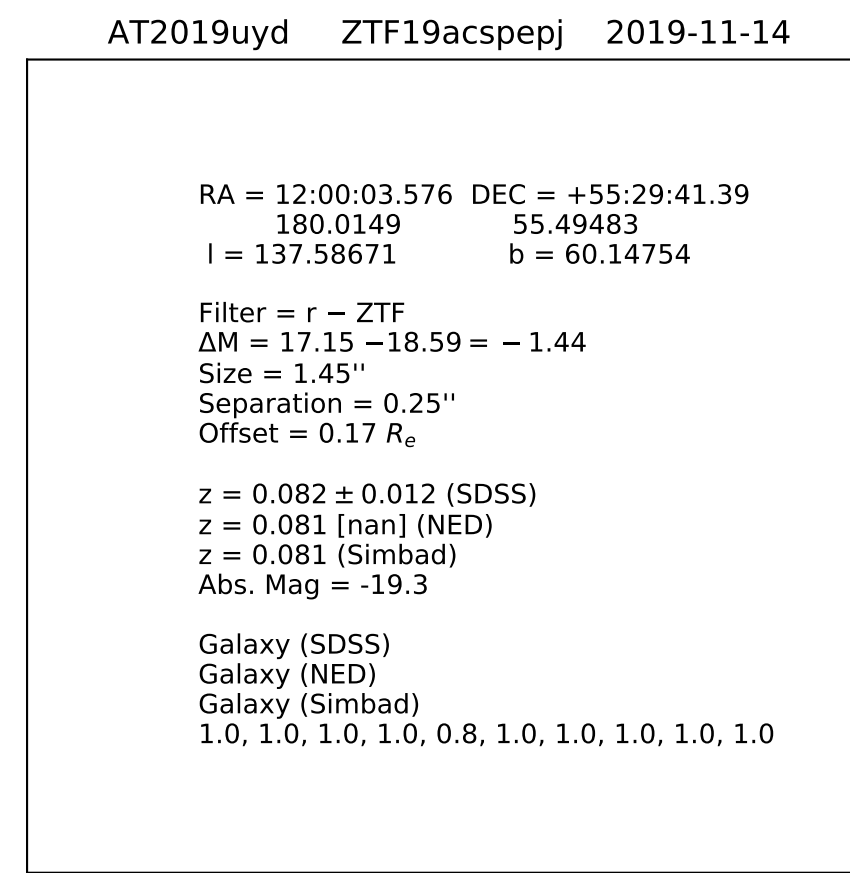 AT2019uyd ZTF19acspepj 2019-11-14
RA = 12:00:03.576 DEC = +55:29:41.39
180.0149 55.49483
l = 137.58671 b = 60.14754
Filter = r − ZTF
ΔM = 17.15 −18.59 = − 1.44
Size = 1.45''
Separation = 0.25''
Offset = 0.17 Re
z = 0.082 ± 0.012 (SDSS)
z = 0.081 [nan] (NED)
z = 0.081 (Simbad)
Abs. Mag = -19.3
Galaxy (SDSS)
Galaxy (NED)
Galaxy (Simbad)
1.0, 1.0, 1.0, 1.0, 0.8, 1.0, 1.0, 1.0, 1.0, 1.0